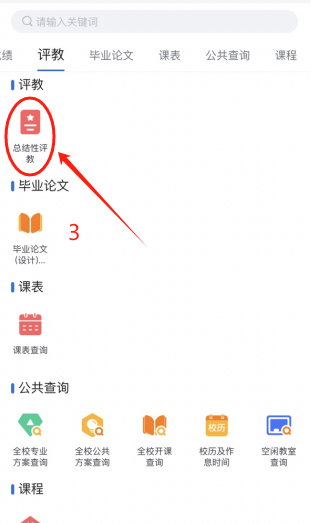 请输入关键词
绩 评教 毕业论文 课表 公共查询 课程
评教
总结性评
教
毕业论文
3
毕业论文
(设计)...
课表
课表查询
公共查询
校历
全校专业 全校公共 全校开课 校历及作 空闲教室
方案查询 方案查询 查询 息时间 查询
课程